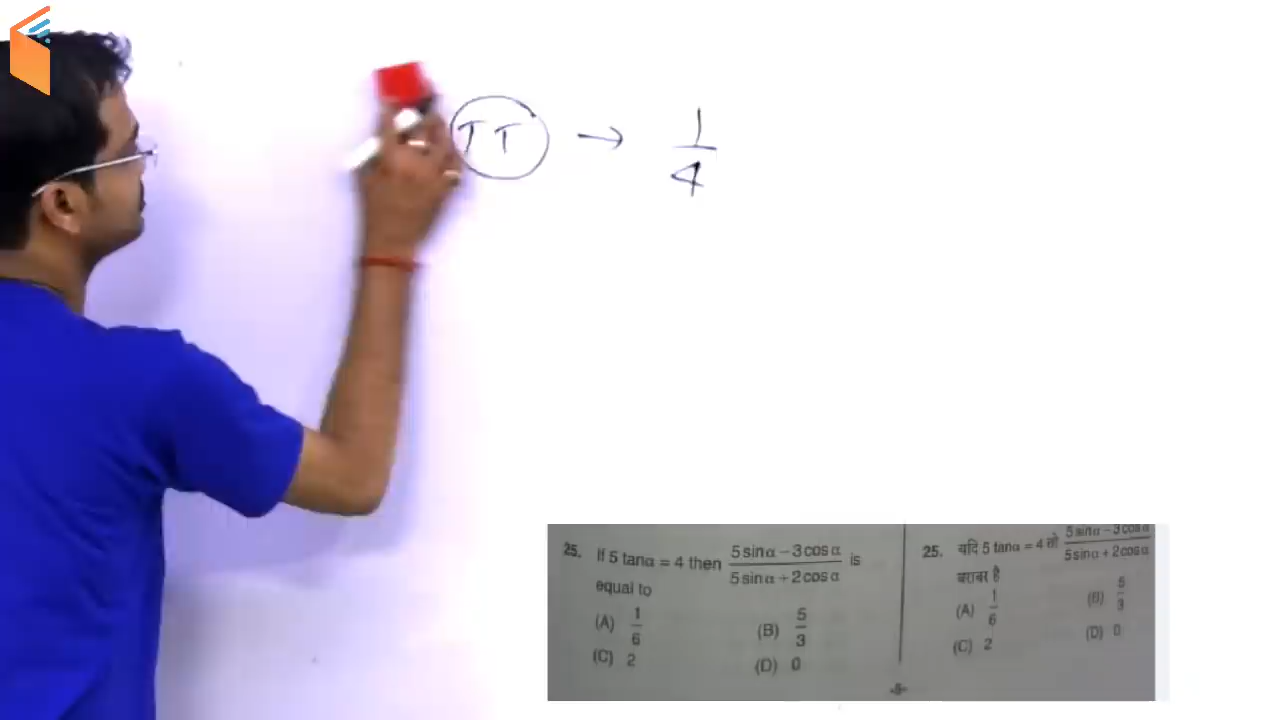 TT → 1/4
25. If 5 tanα = 4 then (5 sinα − 3 cosα)/(5 sinα + 2 cosα) is
equal to
(A) 1/6 (B) 5/3
(C) 2 (D) 0
25. यदि 5 tanα = 4 तो (5 sinα − 3 cosα)/(5 sinα + 2 cosα)
बराबर है
(A) 1/6 (B) 5/3
(C) 2 (D) 0